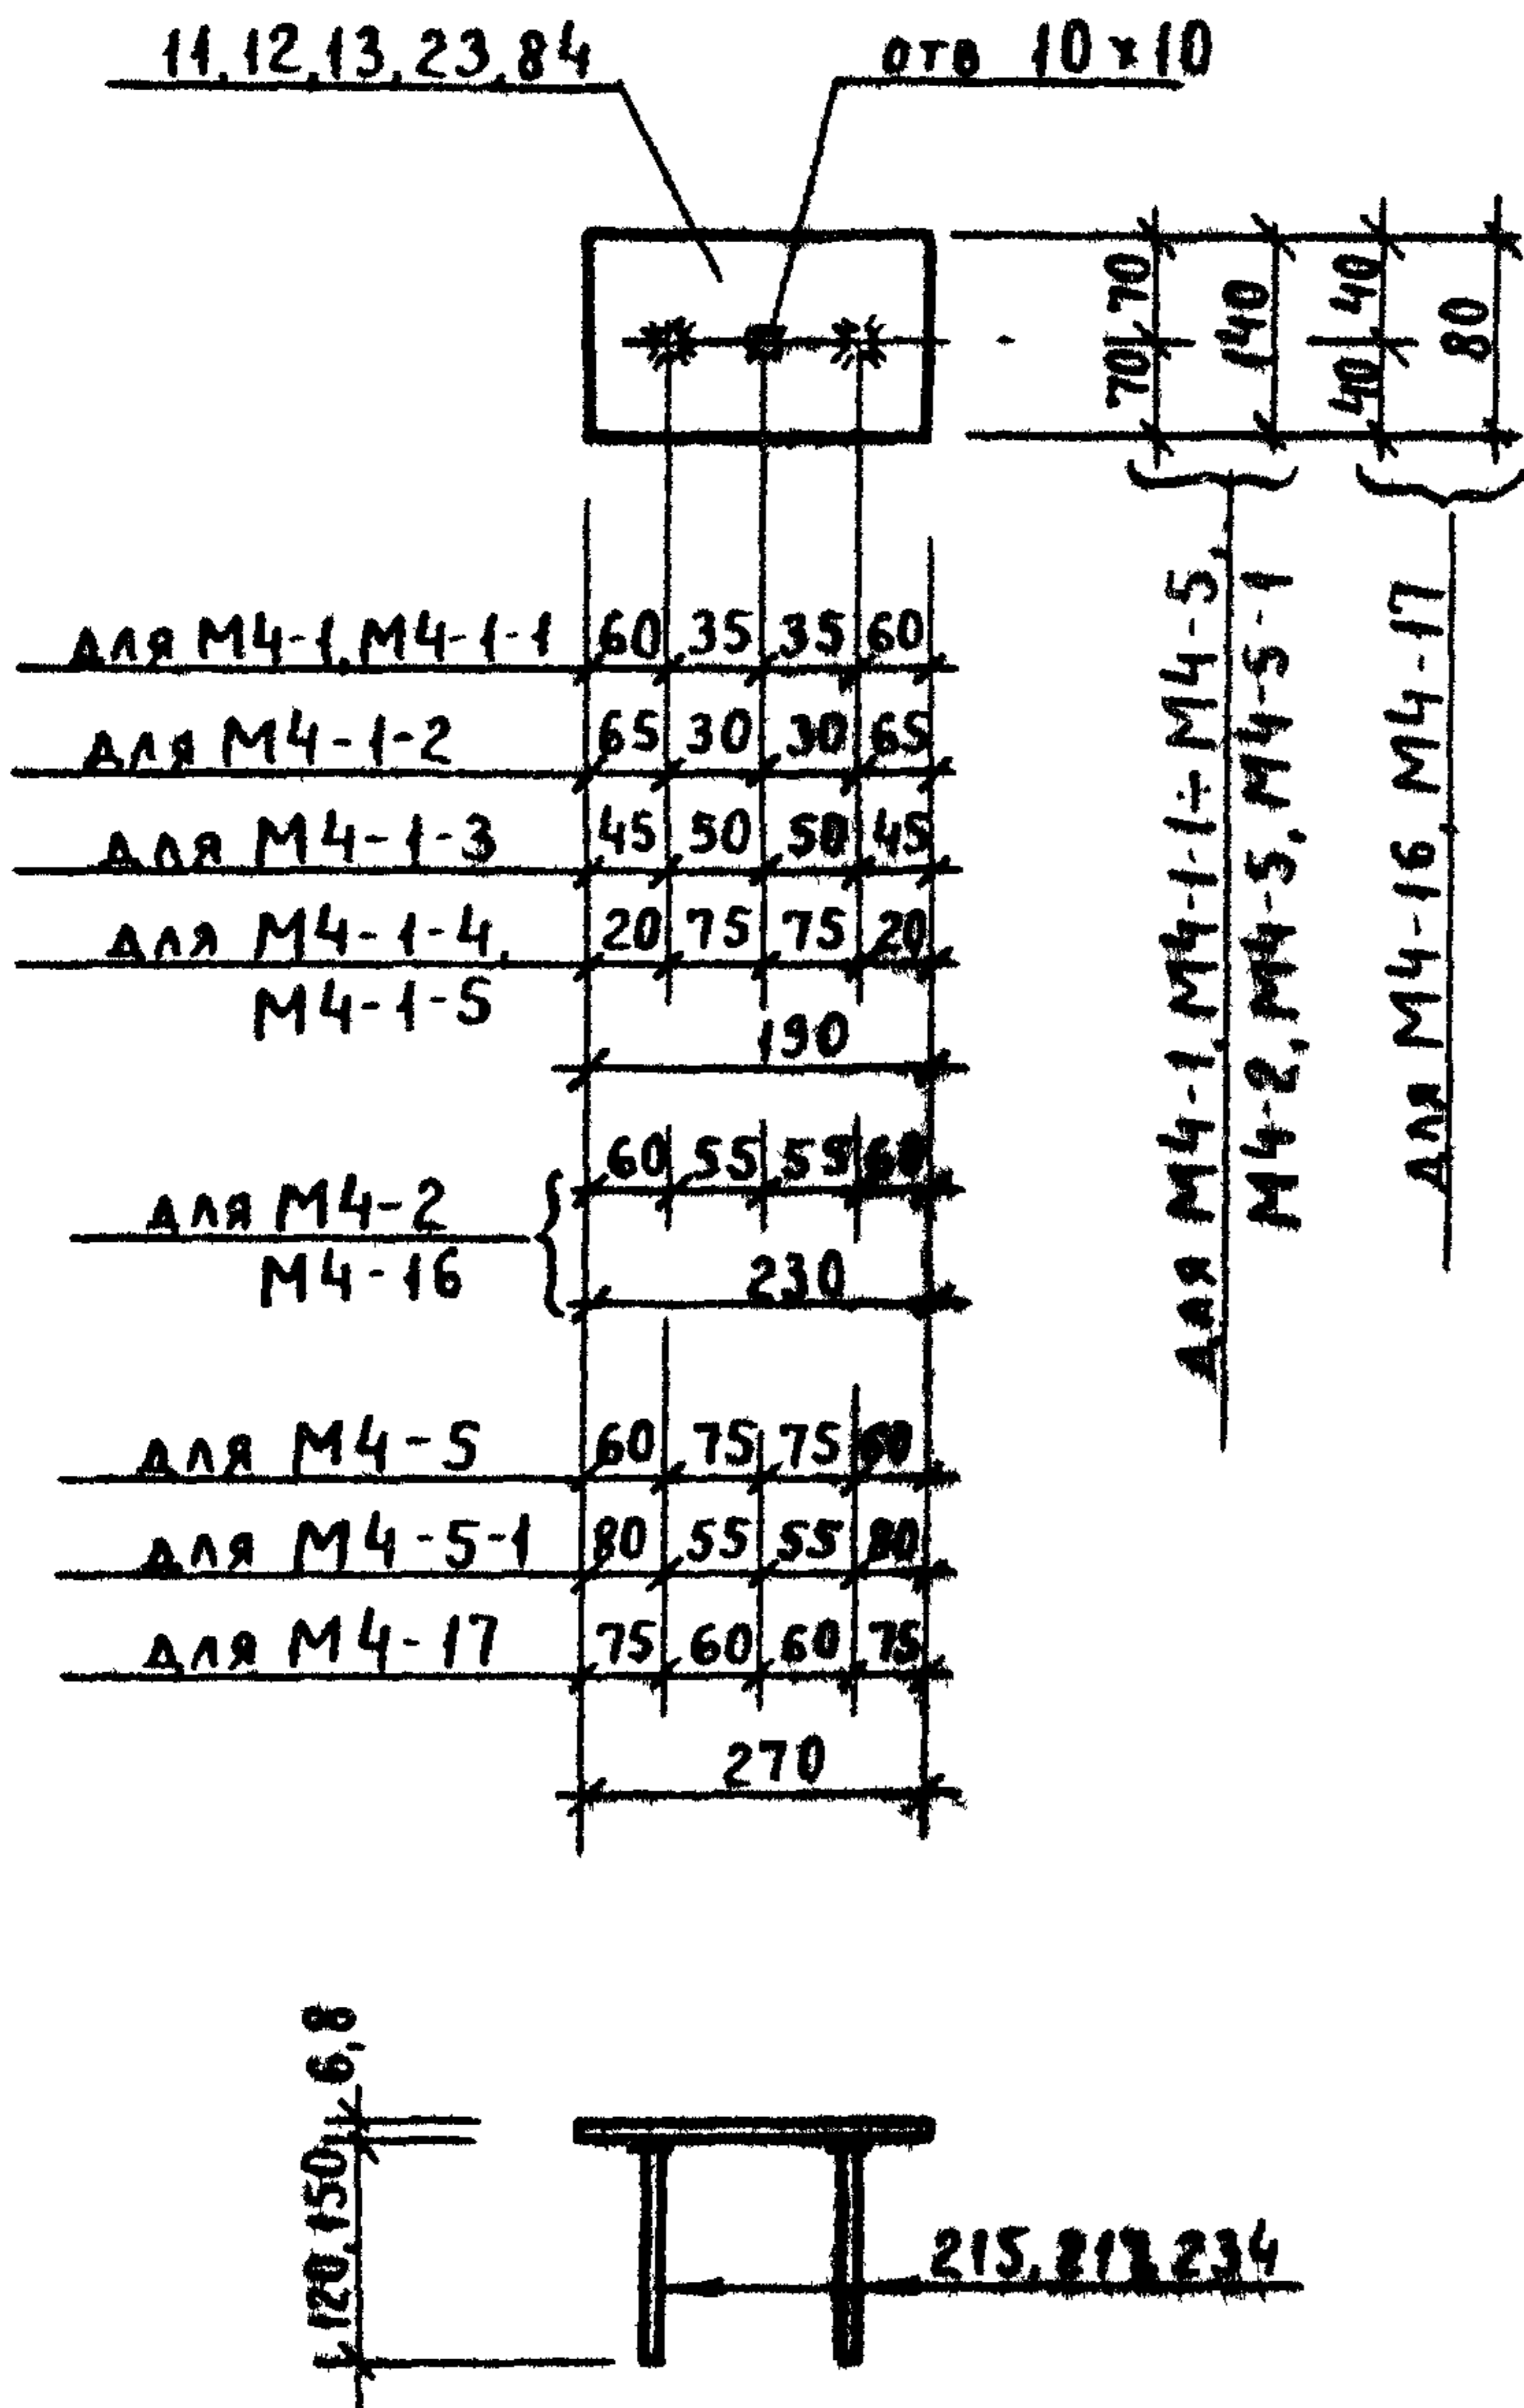 11,12,13,23,84
отв 10×10
70 70
140
40 40
80
для М4-1,М4-1-1 60 35 35 60
для М4-1-2 65 30 30 65
для М4-1-3 45 50 50 45
для М4-1-4, 20 75 75 20
М4-1-5
190
60 55 55 60
для М4-2
М4-16
230
для М4-5 60 75 75 60
для М4-5-1 80 55 55 80
для М4-17 75 60 60 75
270
для М4-1,М4-1-1÷М4-5,
М4-2,М4-5,М4-5-1
для М4-16,М4-17
6,8
120,150
215, 234